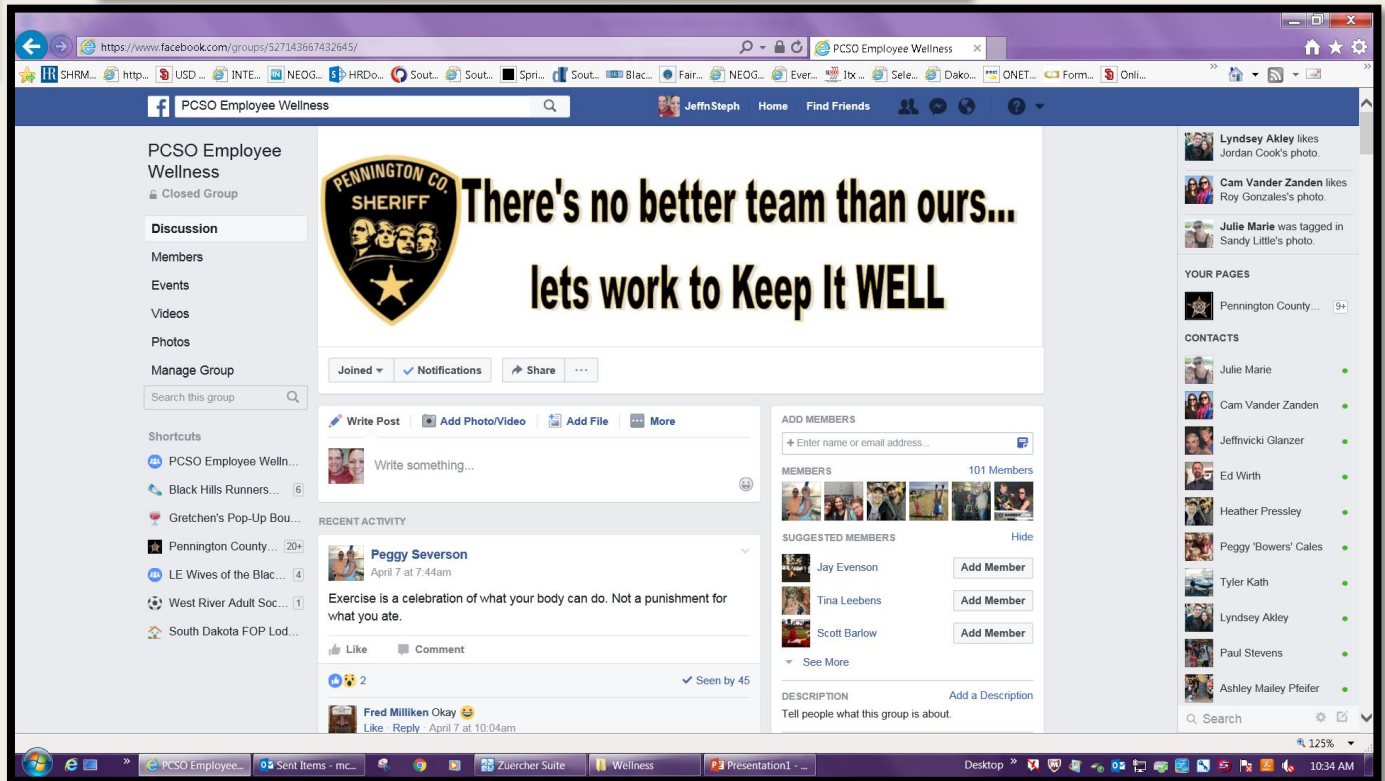 https://www.facebook.com/groups/527143667432645/
PCSO Employee Wellness
SHRM...
http...
USD ...
INTE...
NEOG...
HRDo...
Sout...
Sout...
Spri...
Sout...
Blac...
Fair...
NEOG...
Ever...
Itx ...
Sele...
Dako...
ONET...
Form...
Onli...
PCSO Employee Wellness
JeffnSteph Home Find Friends
PCSO Employee
Wellness
Closed Group
Discussion
Members
Events
Videos
Photos
Manage Group
Search this group
Shortcuts
PCSO Employee Welln...
Black Hills Runners... 6
Gretchen's Pop-Up Bou...
Pennington County... 20+
LE Wives of the Blac... 4
West River Adult Soc... 1
South Dakota FOP Lod...
PENNINGTON CO.
SHERIFF
There's no better team than ours...
lets work to Keep It WELL
Joined Notifications Share ...
Write Post Add Photo/Video Add File More
Write something...
RECENT ACTIVITY
Peggy Severson
April 7 at 7:44am
Exercise is a celebration of what your body can do. Not a punishment for
what you ate.
Like Comment
2 Seen by 45
Fred Milliken Okay
Like · Reply · April 7 at 10:04am
ADD MEMBERS
+ Enter name or email address...
MEMBERS 101 Members
SUGGESTED MEMBERS Hide
Jay Evenson Add Member
Tina Leebens Add Member
Scott Barlow Add Member
See More
DESCRIPTION Add a Description
Tell people what this group is about.
Lyndsey Akley likes
Jordan Cook's photo.
Cam Vander Zanden likes
Roy Gonzales's photo.
Julie Marie was tagged in
Sandy Little's photo.
YOUR PAGES
Pennington County... 9+
CONTACTS
Julie Marie
Cam Vander Zanden
Jeffnvicki Glanzer
Ed Wirth
Heather Pressley
Peggy 'Bowers' Cales
Tyler Kath
Lyndsey Akley
Paul Stevens
Ashley Mailey Pfeifer
Search
125%
PCSO Employee...
Sent Items - mc...
Zuercher Suite
Wellness
Presentation1 - ...
Desktop
10:34 AM